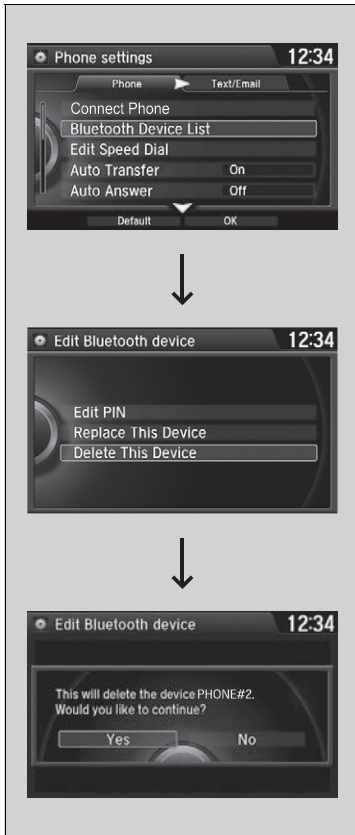 Phone settings 12:34
Phone Text/Email
Connect Phone
Bluetooth Device List
Edit Speed Dial
Auto Transfer On
Auto Answer Off
Default OK
Edit Bluetooth device 12:34
Edit PIN
Replace This Device
Delete This Device
Edit Bluetooth device 12:34
This will delete the device PHONE#2.
Would you like to continue?
Yes No